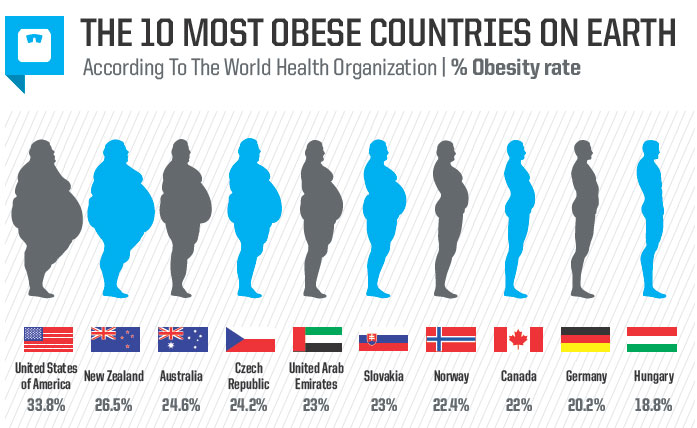 THE 10 MOST OBESE COUNTRIES ON EARTH
According To The World Health Organization | % Obesity rate
United States
of America
33.8%
New Zealand
26.5%
Australia
24.6%
Czech
Republic
24.2%
United Arab
Emirates
23%
Slovakia
23%
Norway
22.4%
Canada
22%
Germany
20.2%
Hungary
18.8%